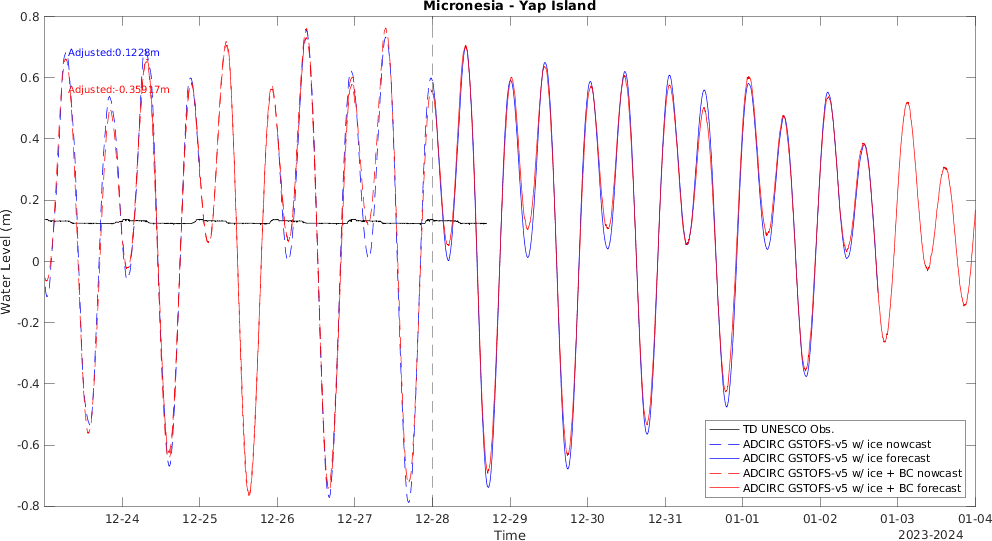 Micronesia - Yap Island
Water Level (m)
0.8
0.6
0.4
0.2
0
-0.2
-0.4
-0.6
-0.8
Adjusted:0.1228m
Adjusted:-0.35917m
TD UNESCO Obs.
ADCIRC GSTOFS-v5 w/ ice nowcast
ADCIRC GSTOFS-v5 w/ ice forecast
ADCIRC GSTOFS-v5 w/ ice + BC nowcast
ADCIRC GSTOFS-v5 w/ ice + BC forecast
12-24 12-25 12-26 12-27 12-28 12-29 12-30 12-31 01-01 01-02 01-03 01-04
Time
2023-2024